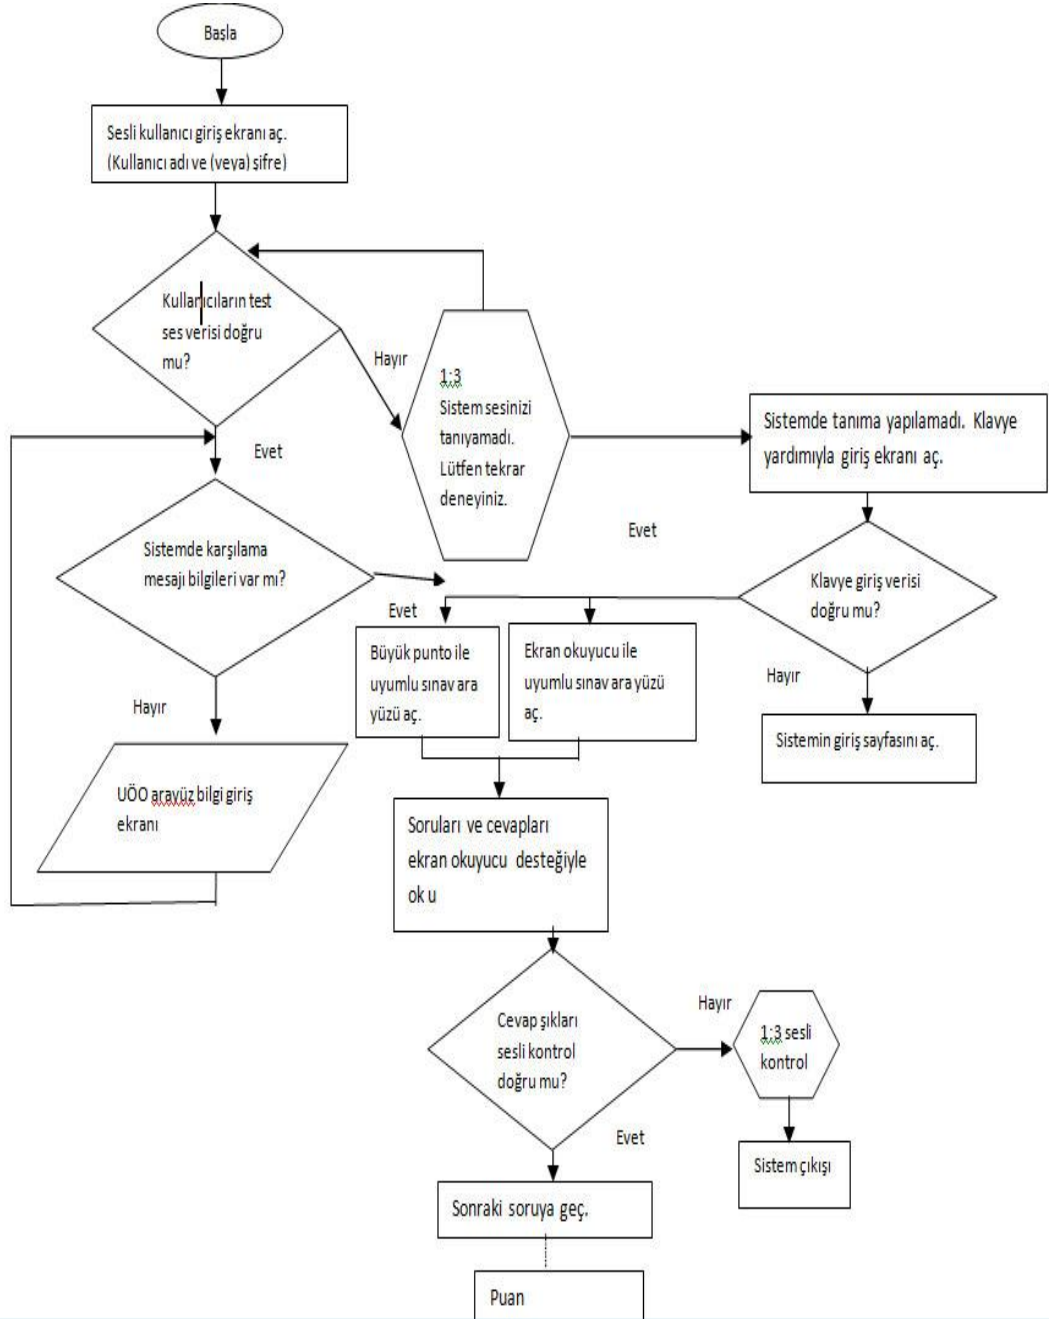 Başla
Sesli kullanıcı giriş ekranı aç.
(Kullanıcı adı ve (veya) şifre)
Kullanıcıların test
ses verisi doğru
mu?
Hayır
1:3
Sistem sesinizi
tanıyamadı.
Lütfen tekrar
deneyiniz.
Sistemde tanıma yapılamadı. Klavye
yardımıyla giriş ekranı aç.
Evet
Evet
Sistemde karşılama
mesajı bilgileri var mı?
Klavye giriş verisi
doğru mu?
Evet
Büyük punto ile
uyumlu sınav ara
yüzü aç.
Ekran okuyucu ile
uyumlu sınav ara yüzü
aç.
Hayır
Hayır
Sistemin giriş sayfasını aç.
UÖO arayüz bilgi giriş
ekranı
Soruları ve cevapları
ekran okuyucu desteğiyle
ok u
Cevap şıkları
sesli kontrol
doğru mu?
Hayır
1:3 sesli
kontrol
Evet
Sistem çıkışı
Sonraki soruya geç.
Puan